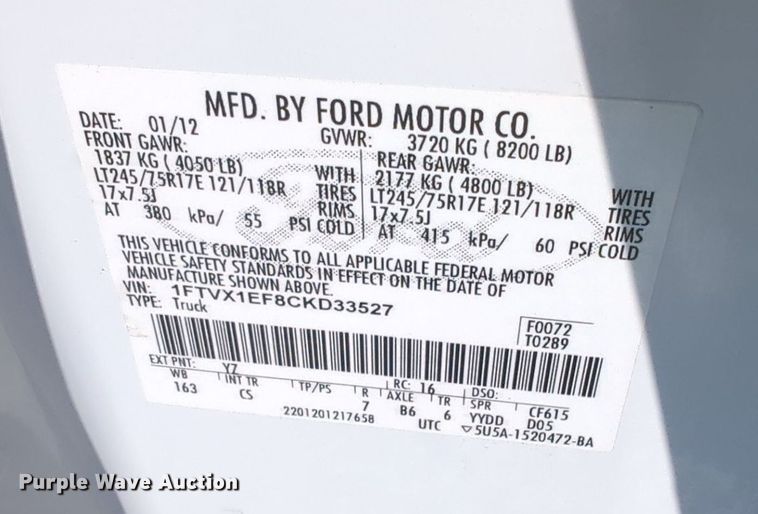 MFD. BY FORD MOTOR CO.
DATE: 01/12 GVWR: 3720 KG ( 8200 LB)
FRONT GAWR: REAR GAWR:
1837 KG ( 4050 LB) WITH 2177 KG ( 4800 LB) WITH
LT245/75R17E 121/118R TIRES LT245/75R17E 121/118R TIRES
17x7.5J RIMS 17x7.5J RIMS
AT 380 kPa/ 55 PSI COLD AT 415 kPa/ 60 PSI COLD
THIS VEHICLE CONFORMS TO ALL APPLICABLE FEDERAL MOTOR
VEHICLE SAFETY STANDARDS IN EFFECT ON THE DATE OF
MANUFACTURE SHOWN ABOVE.
VIN: 1FTVX1EF8CKD33527
TYPE: Truck
F0072
T0289
EXT PNT: YZ RC: 16 DSO:
WB INT TR TP/PS R AXLE TR SPR CF615
163 CS 7 B6 6 YYDD D05
2201201217658 UTC ▽5U5A-1520472-BA
Purple Wave Auction